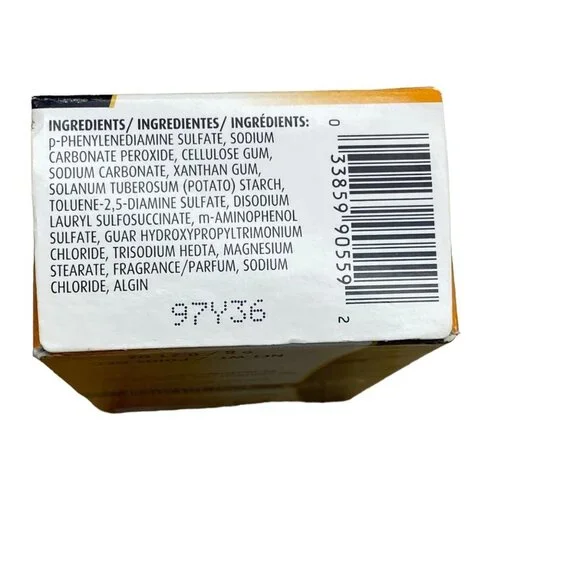 INGREDIENTS/ INGREDIENTES/ INGRÉDIENTS:
p-PHENYLENEDIAMINE SULFATE, SODIUM
CARBONATE PEROXIDE, CELLULOSE GUM,
SODIUM CARBONATE, XANTHAN GUM,
SOLANUM TUBEROSUM (POTATO) STARCH,
TOLUENE-2,5-DIAMINE SULFATE, DISODIUM
LAURYL SULFOSUCCINATE, m-AMINOPHENOL
SULFATE, GUAR HYDROXYPROPYLTRIMONIUM
CHLORIDE, TRISODIUM HEDTA, MAGNESIUM
STEARATE, FRAGRANCE/PARFUM, SODIUM
CHLORIDE, ALGIN
97Y36
0 33859 90559 2